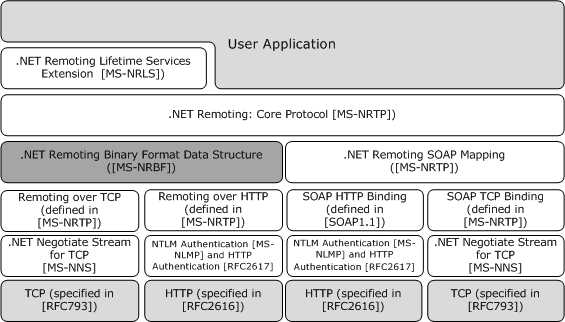 User Application
.NET Remoting Lifetime Services
Extension [MS-NRLS])
.NET Remoting: Core Protocol [MS-NRTP])
.NET Remoting Binary Format Data Structure
([MS-NRBF])
.NET Remoting SOAP Mapping
([MS-NRTP])
Remoting over TCP
(defined in
[MS-NRTP])
Remoting over HTTP
(defined in
[MS-NRTP])
SOAP HTTP Binding
(defined in
[SOAP1.1])
SOAP TCP Binding
(defined in
[MS-NRTP])
.NET Negotiate Stream
for TCP
[MS-NNS]
NTLM Authentication [MS-
NLMP] and HTTP
Authentication [RFC2617]
NTLM Authentication [MS-
NLMP] and HTTP
Authentication [RFC2617]
.NET Negotiate Stream
for TCP
[MS-NNS]
TCP (specified in
[RFC793])
HTTP (specified in
[RFC2616])
HTTP (specified in
[RFC2616])
TCP (specified in
[RFC793])